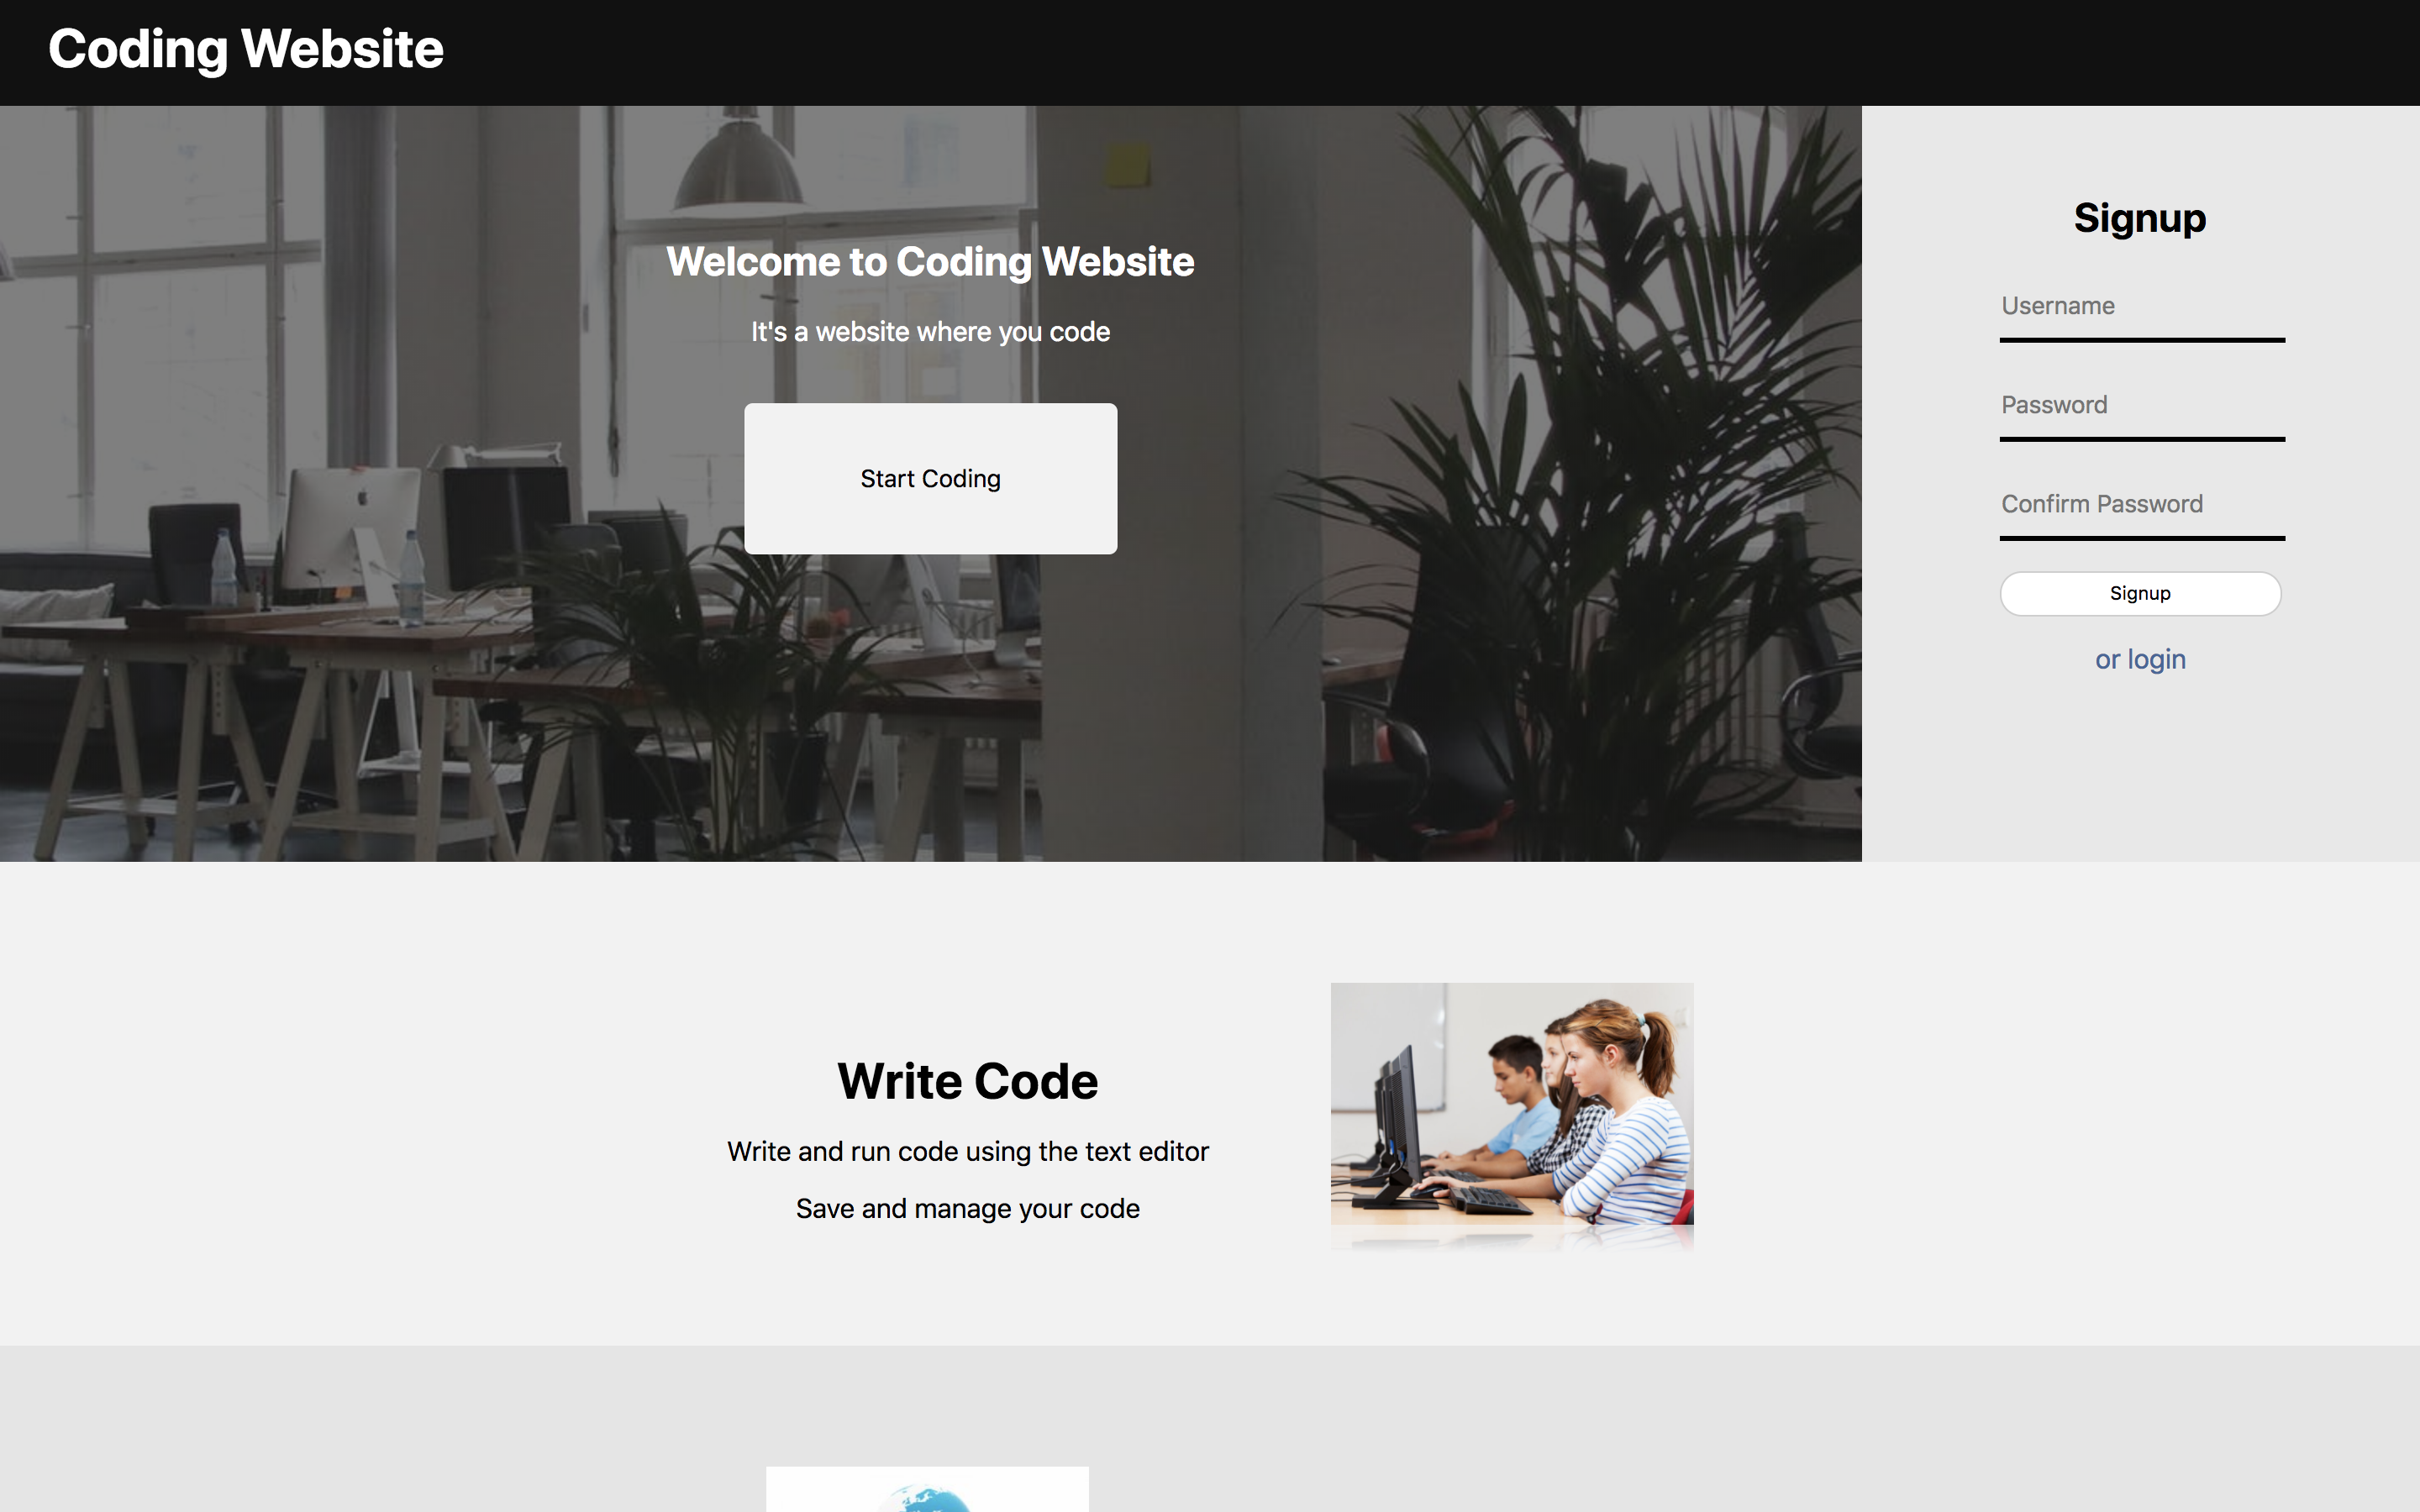 Coding Website
Welcome to Coding Website
It's a website where you code
Start Coding
Signup
Username
Password
Confirm Password
Signup
or login
Write Code
Write and run code using the text editor
Save and manage your code